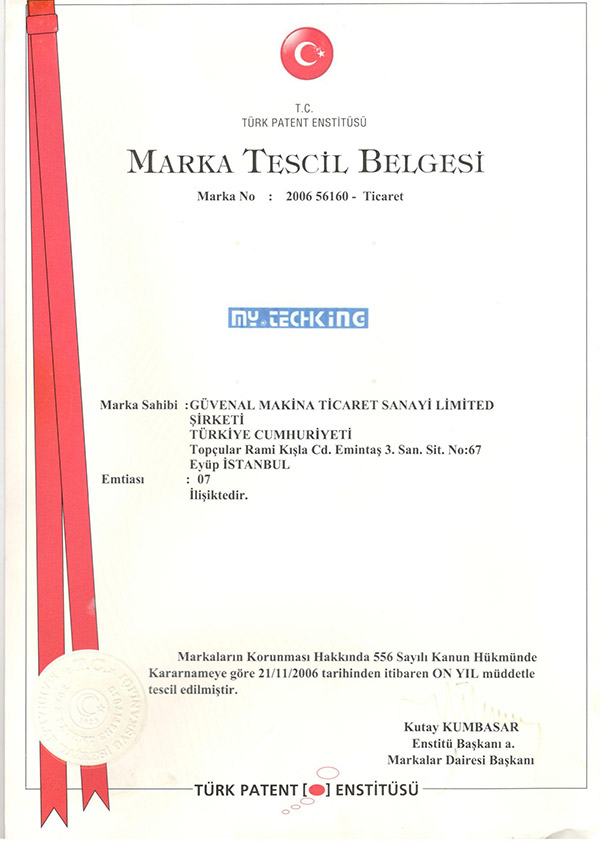 T.C.
TÜRK PATENT ENSTİTÜSÜ
MARKA TESCİL BELGESİ
Marka No : 2006 56160 - Ticaret
my.TECHKiNG
Marka Sahibi :GÜVENAL MAKİNA TİCARET SANAYİ LİMITED
ŞİRKETİ
TÜRKİYE CUMHURİYETİ
Topçular Rami Kışla Cd. Emintaş 3. San. Sit. No:67
Eyüp İSTANBUL
Emtiası : 07
İlişiktedir.
Markaların Korunması Hakkında 556 Sayılı Kanun Hükmünde
Kararnameye göre 21/11/2006 tarihinden itibaren ON YIL müddetle
tescil edilmiştir.
Kutay KUMBASAR
Enstitü Başkanı a.
Markalar Dairesi Başkanı
TÜRK PATENT [ ] ENSTİTÜSÜ